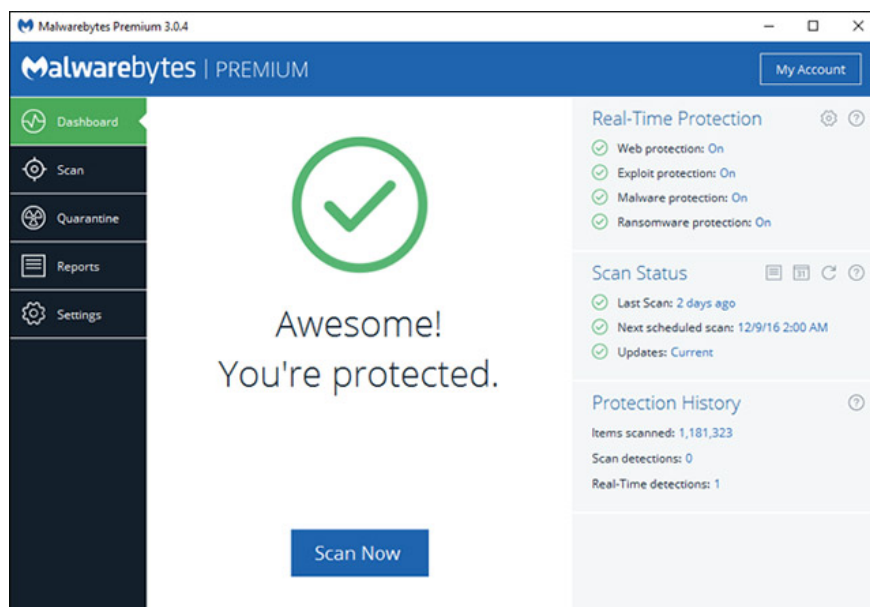 Malwarebytes Premium 3.0.4
Malwarebytes | PREMIUM
My Account
Dashboard
Scan
Quarantine
Reports
Settings
Awesome!
You're protected.
Scan Now
Real-Time Protection
Web protection: On
Exploit protection: On
Malware protection: On
Ransomware protection: On
Scan Status
31
Last Scan: 2 days ago
Next scheduled scan: 12/9/16 2:00 AM
Updates: Current
Protection History
Items scanned: 1,181,323
Scan detections: 0
Real-Time detections: 1